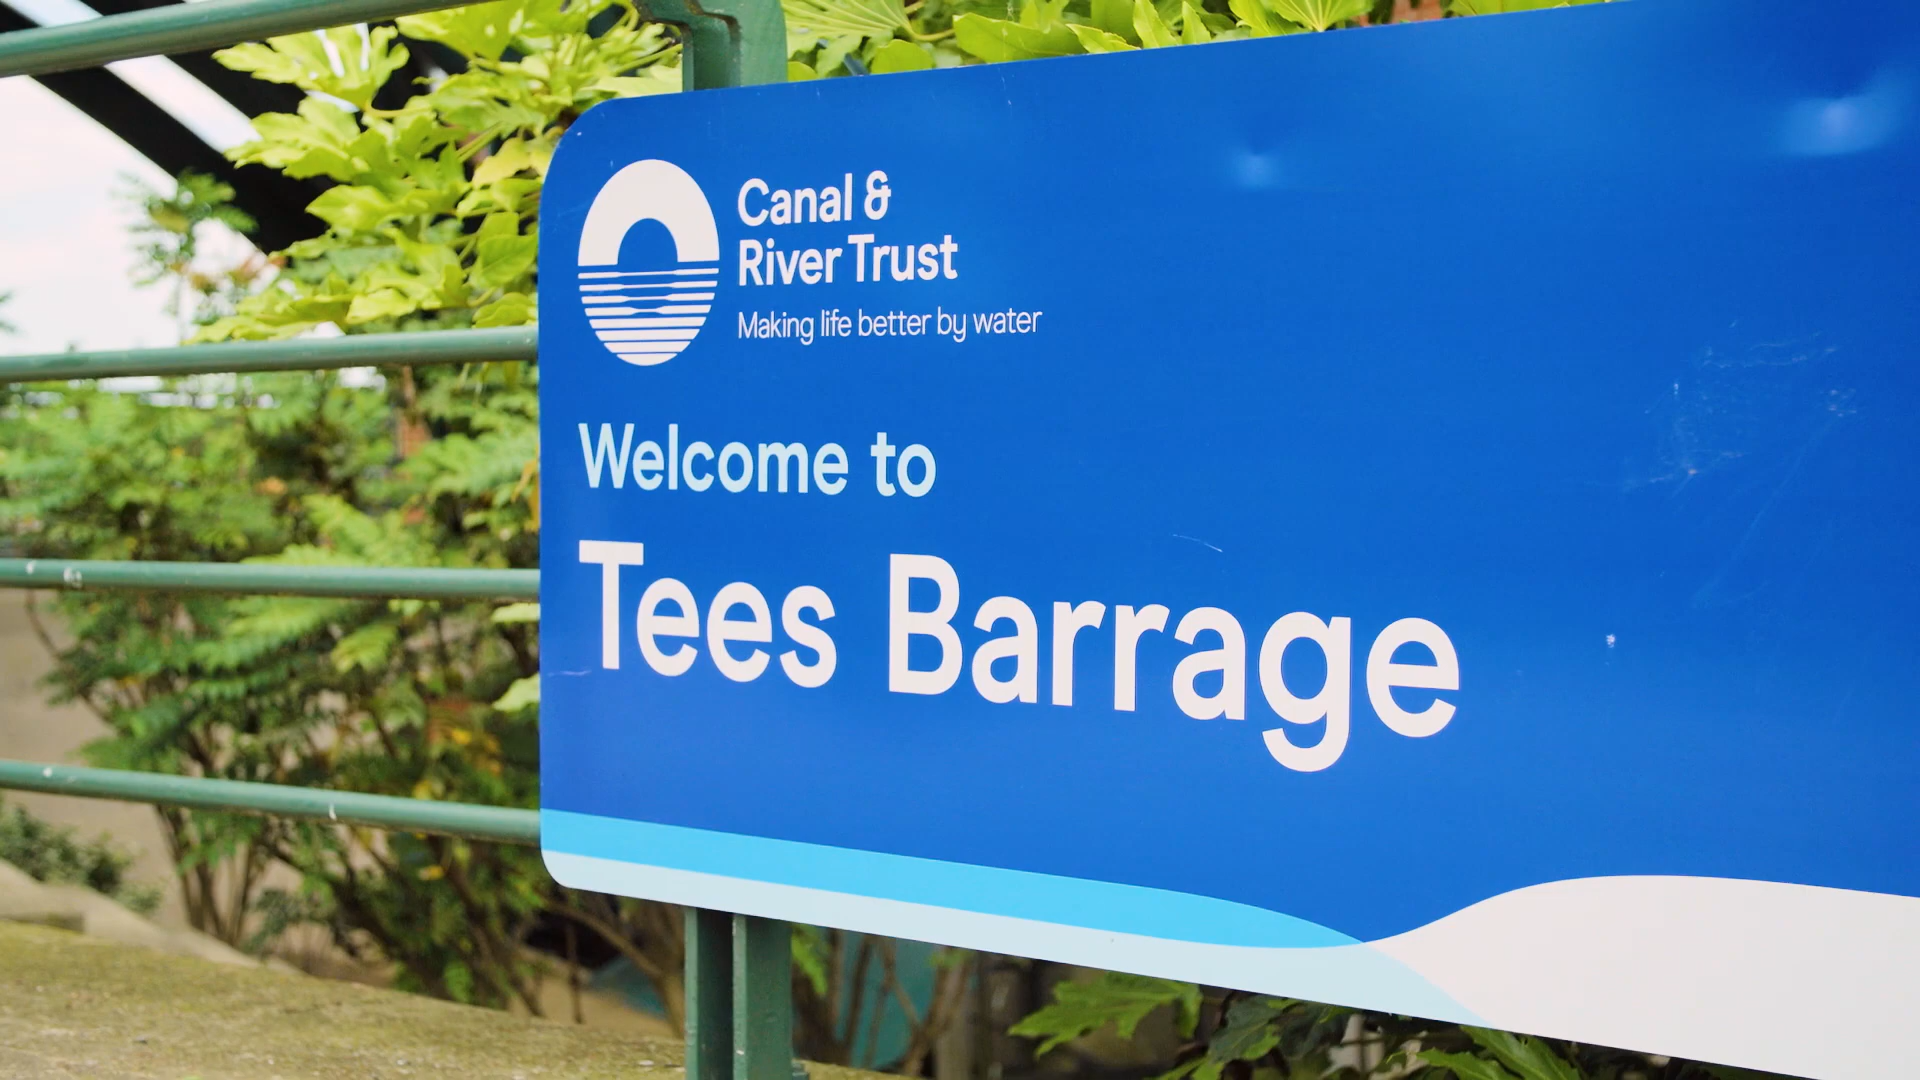 Canal &
River Trust
Making life better by water
Welcome to
Tees Barrage